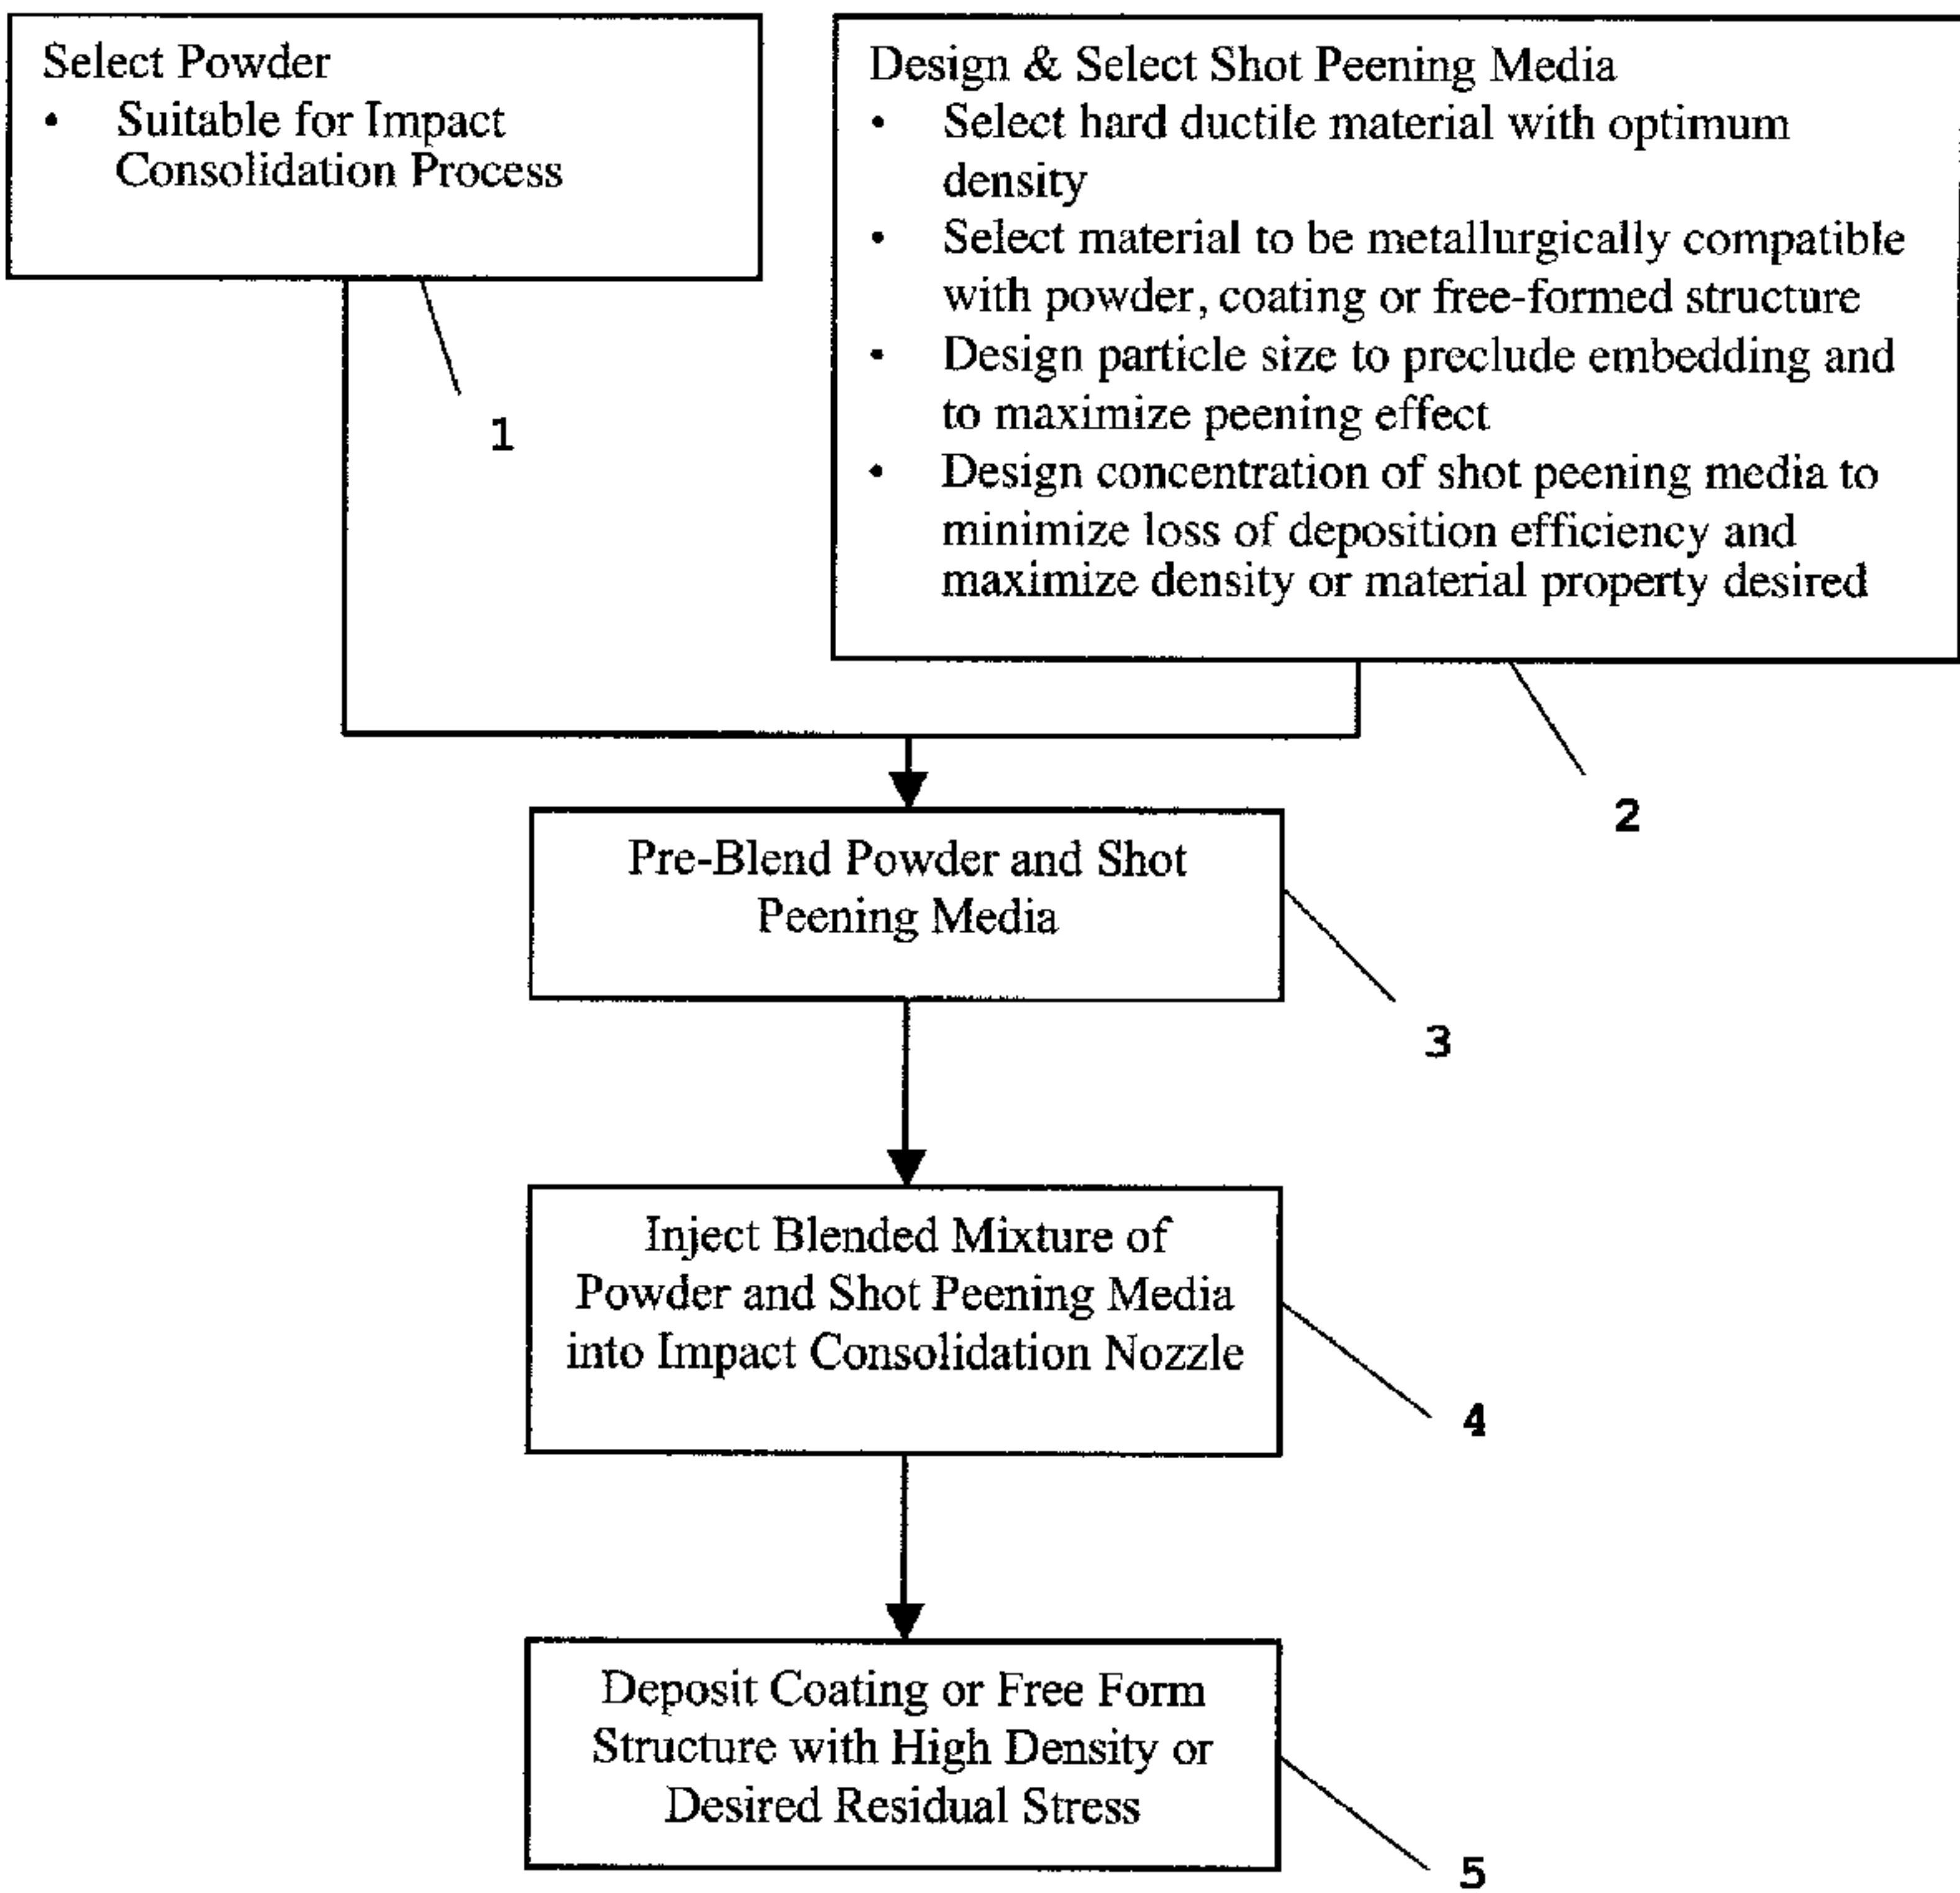 Select Powder
• Suitable for Impact
Consolidation Process
1
Design & Select Shot Peening Media
• Select hard ductile material with optimum
density
• Select material to be metallurgically compatible
with powder, coating or free-formed structure
• Design particle size to preclude embedding and
to maximize peening effect
• Design concentration of shot peening media to
minimize loss of deposition efficiency and
maximize density or material property desired
2
Pre-Blend Powder and Shot
Peening Media
3
Inject Blended Mixture of
Powder and Shot Peening Media
into Impact Consolidation Nozzle
4
Deposit Coating or Free Form
Structure with High Density or
Desired Residual Stress
5